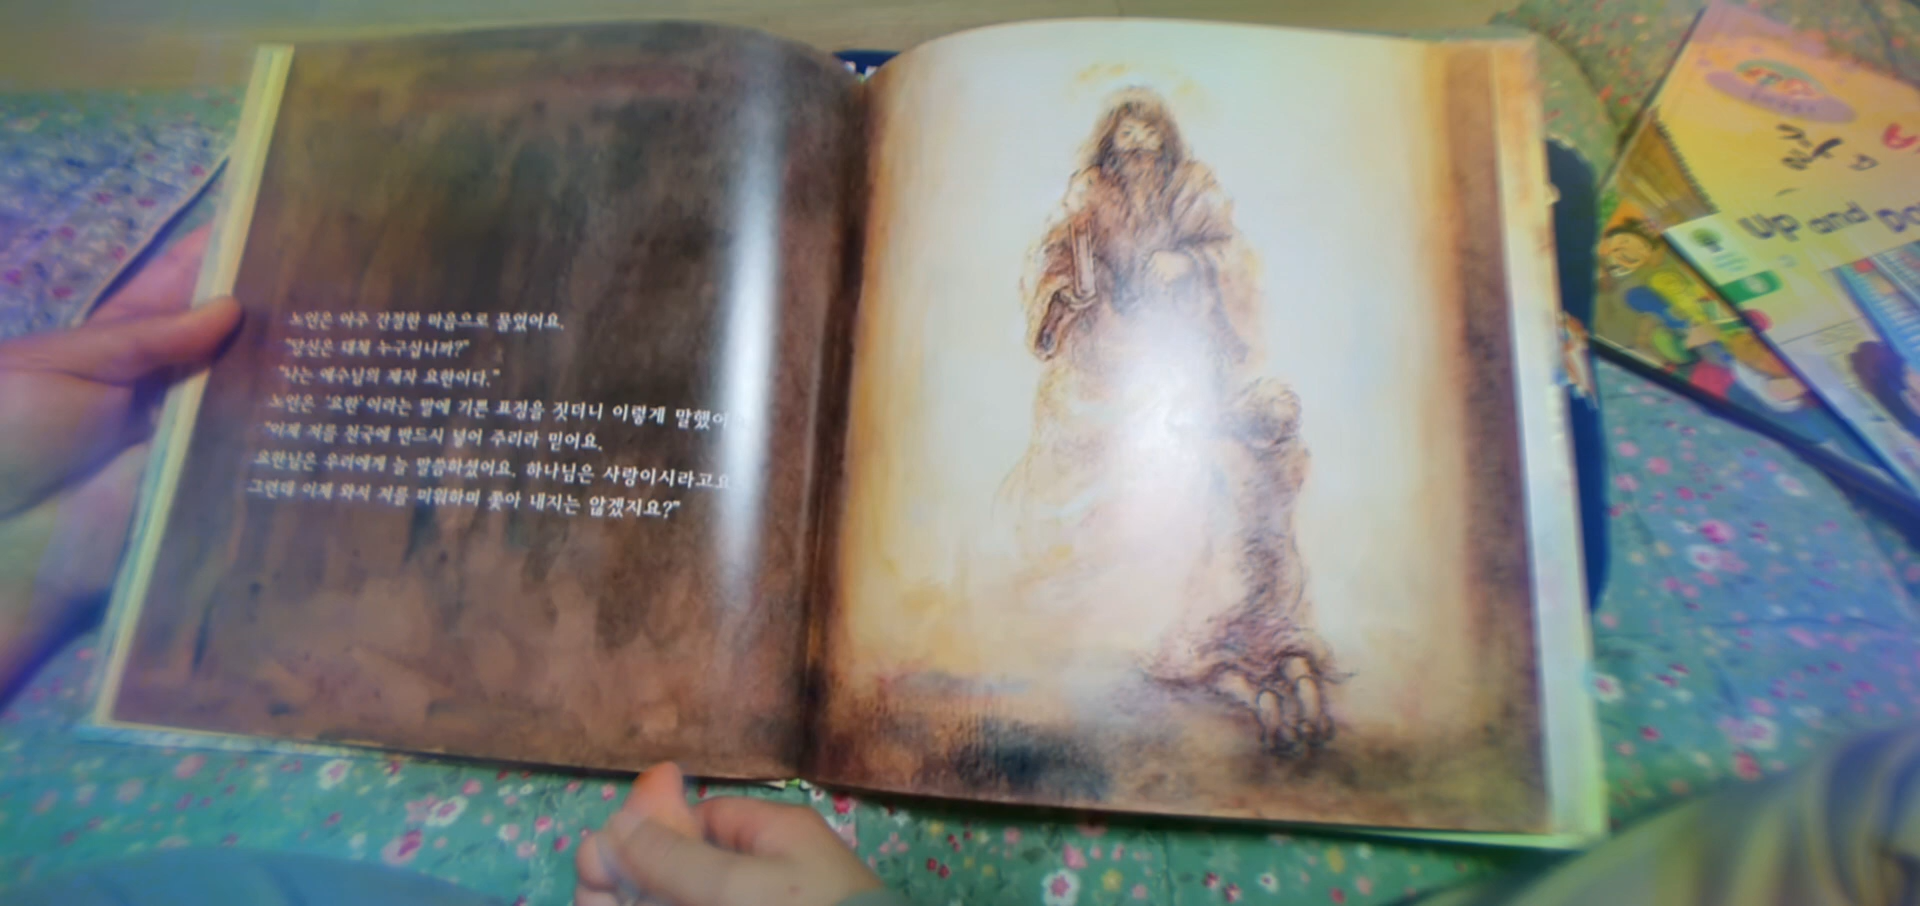 노인은 아주 간절한 마음으로 물었어요.
"당신은 대체 누구십니까?"
"나는 예수님의 제자 요한이다."
노인은 '요한'이라는 말에 기쁜 표정을 짓더니 이렇게 말했어
"이제 저를 천국에 반드시 넣어 주리라 믿어요.
요한님은 우리에게 늘 말씀하셨어요. 하나님은 사랑이시라고요
그런데 이제 와서 저를 미워하며 쫓아 내지는 않겠지요?"
Up and